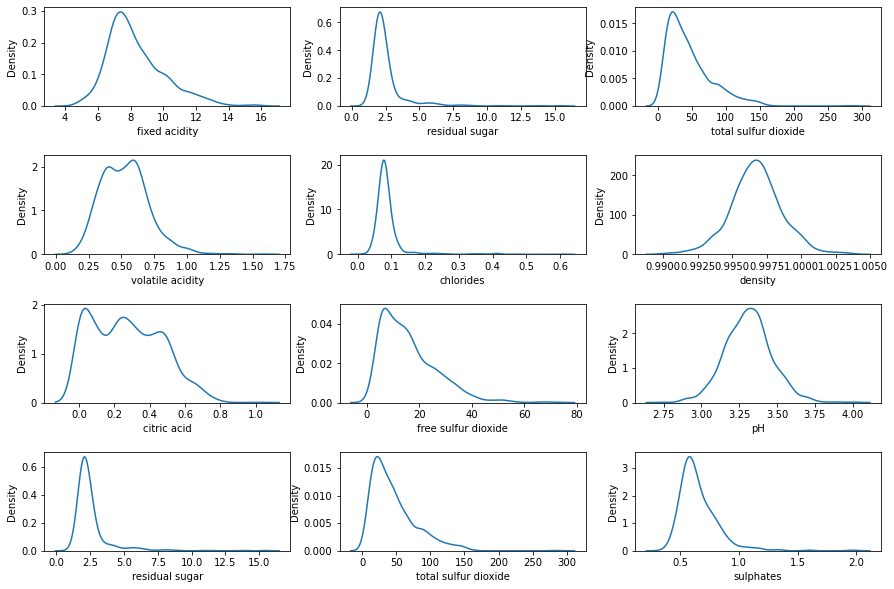 Density
0.3
0.2
0.1
0.0
4 6 8 10 12 14 16
fixed acidity
Density
0.6
0.4
0.2
0.0
0.0 2.5 5.0 7.5 10.0 12.5 15.0
residual sugar
Density
0.015
0.010
0.005
0.000
0 50 100 150 200 250 300
total sulfur dioxide
Density
2
1
0
0.00 0.25 0.50 0.75 1.00 1.25 1.50 1.75
volatile acidity
Density
20
10
0
0.0 0.1 0.2 0.3 0.4 0.5 0.6
chlorides
Density
200
100
0
0.9900 0.9925 0.9950 0.9975 1.0000 1.0025 1.0050
density
Density
2
1
0
0.0 0.2 0.4 0.6 0.8 1.0
citric acid
Density
0.04
0.02
0.00
0 20 40 60 80
free sulfur dioxide
Density
2
1
0
2.75 3.00 3.25 3.50 3.75 4.00
pH
Density
0.6
0.4
0.2
0.0
0.0 2.5 5.0 7.5 10.0 12.5 15.0
residual sugar
Density
0.015
0.010
0.005
0.000
0 50 100 150 200 250 300
total sulfur dioxide
Density
3
2
1
0
0.5 1.0 1.5 2.0
sulphates